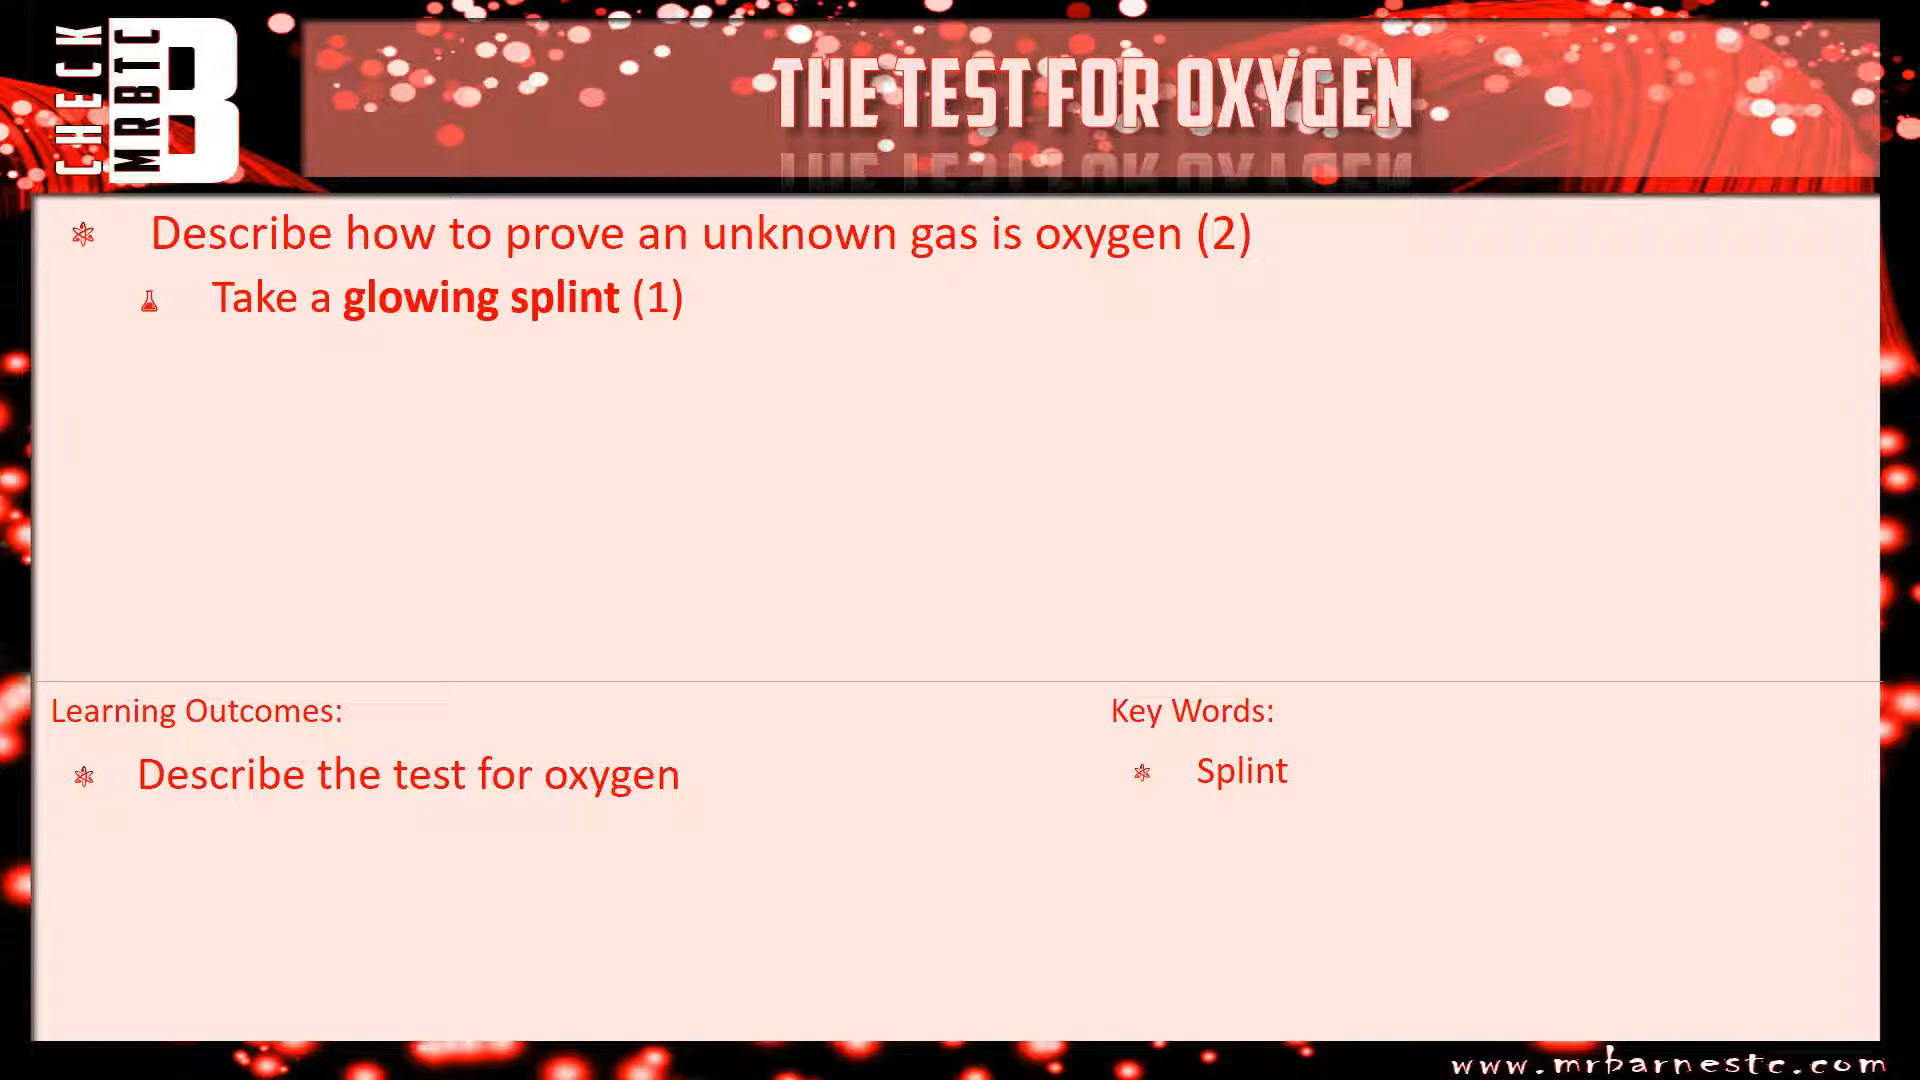 CHECK
MRBTC
B
THE TEST FOR OXYGEN
Describe how to prove an unknown gas is oxygen (2)
Take a glowing splint (1)
Learning Outcomes:
Describe the test for oxygen
Key Words:
Splint
www.mrbarnestc.com